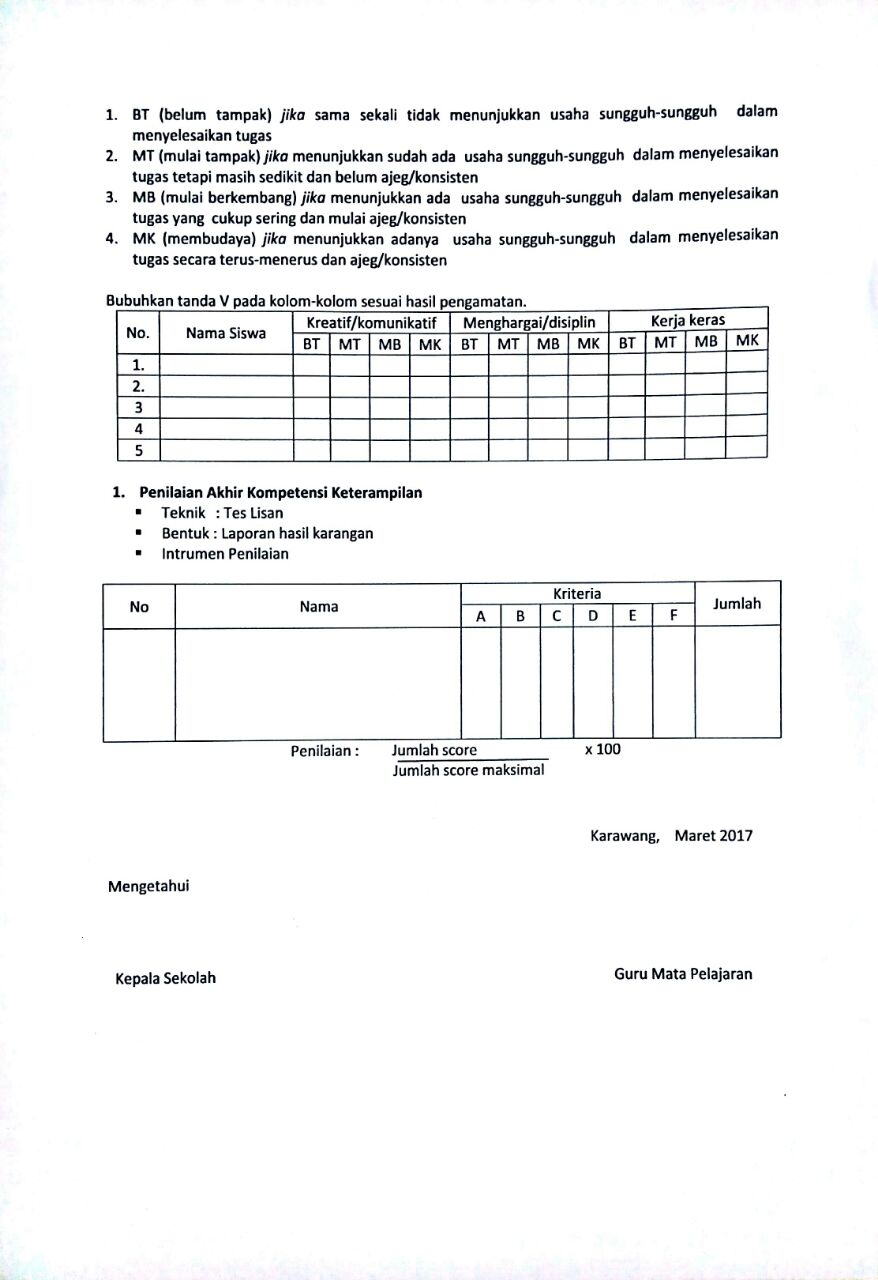 1. BT (belum tampak) jika sama sekali tidak menunjukkan usaha sungguh-sungguh dalam
menyelesaikan tugas
2. MT (mulai tampak) jika menunjukkan sudah ada usaha sungguh-sungguh dalam menyelesaikan
tugas tetapi masih sedikit dan belum ajeg/konsisten
3. MB (mulai berkembang) jika menunjukkan ada usaha sungguh-sungguh dalam menyelesaikan
tugas yang cukup sering dan mulai ajeg/konsisten
4. MK (membudaya) jika menunjukkan adanya usaha sungguh-sungguh dalam menyelesaikan
tugas secara terus-menerus dan ajeg/konsisten
Bubuhkan tanda V pada kolom-kolom sesuai hasil pengamatan.
No. Nama Siswa Kreatif/komunikatif Menghargai/disiplin Kerja keras
BT MT MB MK BT MT MB MK BT MT MB MK
1.
2.
3
4
5
1. Penilaian Akhir Kompetensi Keterampilan
▪ Teknik : Tes Lisan
▪ Bentuk : Laporan hasil karangan
▪ Intrumen Penilaian
No Nama Kriteria Jumlah
A B C D E F
Penilaian : Jumlah score x 100
Jumlah score maksimal
Karawang, Maret 2017
Mengetahui
Kepala Sekolah Guru Mata Pelajaran